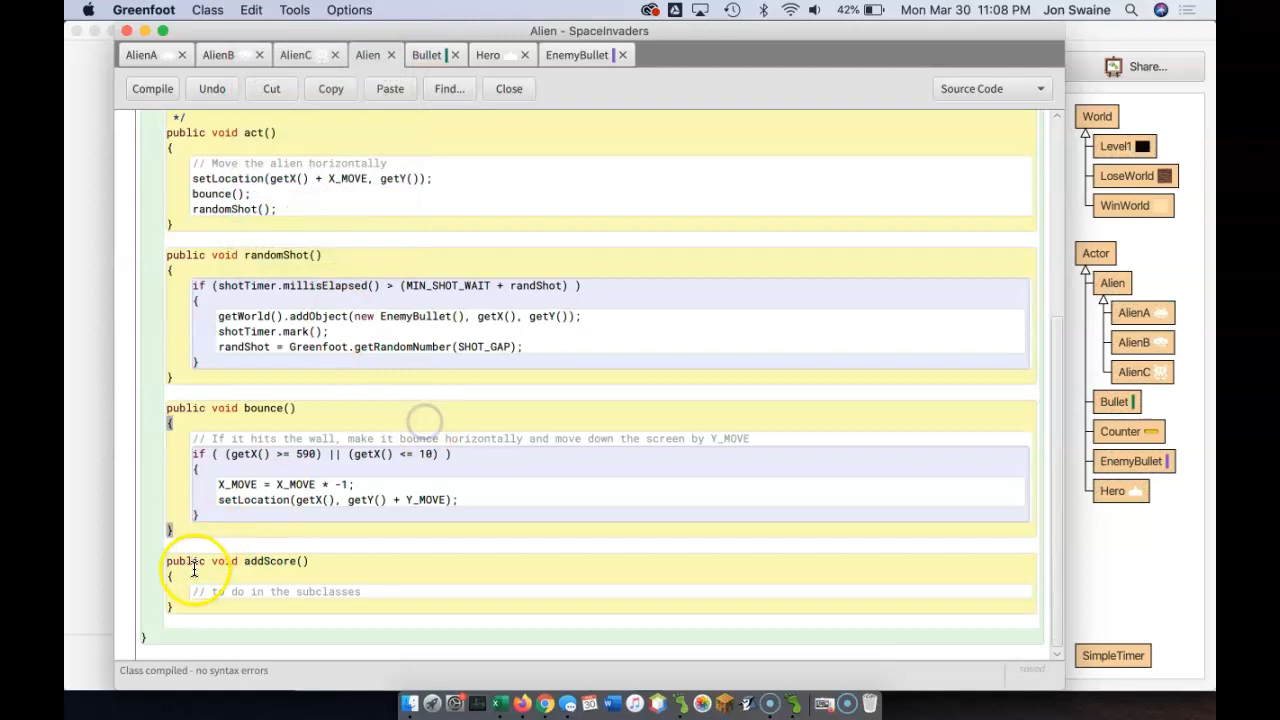 Greenfoot Class Edit Tools Options 42% Mon Mar 30 11:08 PM Jon Swaine
Alien - SpaceInvaders
AlienA AlienB AlienC Alien Bullet Hero EnemyBullet
Share...
Compile Undo Cut Copy Paste Find... Close Source Code
*/
public void act()
{
// Move the alien horizontally
setLocation(getX() + X_MOVE, getY());
bounce();
randomShot();
}
public void randomShot()
{
if (shotTimer.millisElapsed() > (MIN_SHOT_WAIT + randShot) )
{
getWorld().addObject(new EnemyBullet(), getX(), getY());
shotTimer.mark();
randShot = Greenfoot.getRandomNumber(SHOT_GAP);
}
}
public void bounce()
{
// If it hits the wall, make it bounce horizontally and move down the screen by Y_MOVE
if ( (getX() >= 590) || (getX() <= 10) )
{
X_MOVE = X_MOVE * -1;
setLocation(getX(), getY() + Y_MOVE);
}
}
public void addScore()
{
// to do in the subclasses
}
}
Class compiled - no syntax errors
saved
World
Level1
LoseWorld
WinWorld
Actor
Alien
AlienA
AlienB
AlienC
Bullet
Counter
EnemyBullet
Hero
SimpleTimer